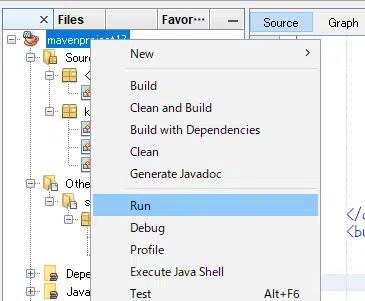 Files
Favor...
Source
Graph
mavenproject17
Sour
<
k
Othe
s
Depe
Java
New
Build
Clean and Build
Build with Dependencies
Clean
Generate Javadoc
Run
Debug
Profile
Execute Java Shell
Test Alt+F6
</
<bu